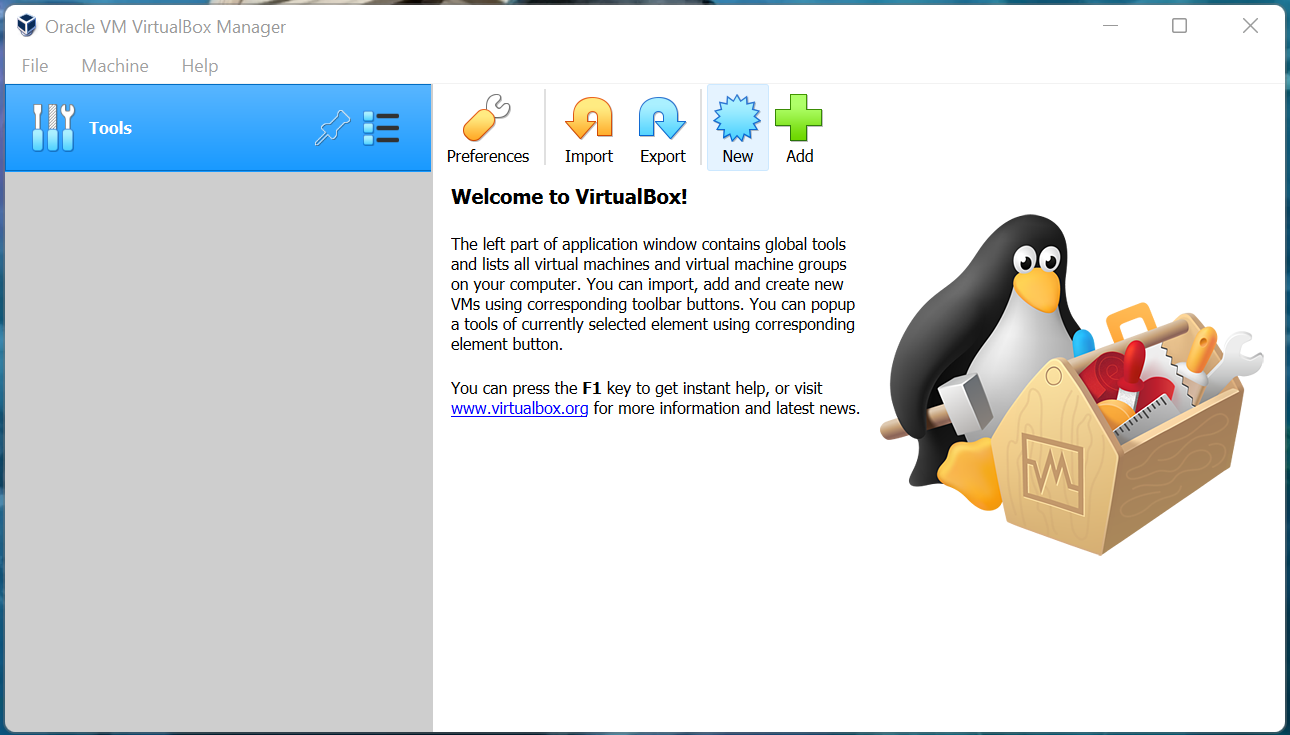 Oracle VM VirtualBox Manager
File Machine Help
Tools
Preferences Import Export New Add
Welcome to VirtualBox!
The left part of application window contains global tools
and lists all virtual machines and virtual machine groups
on your computer. You can import, add and create new
VMs using corresponding toolbar buttons. You can popup
a tools of currently selected element using corresponding
element button.
You can press the F1 key to get instant help, or visit
www.virtualbox.org for more information and latest news.